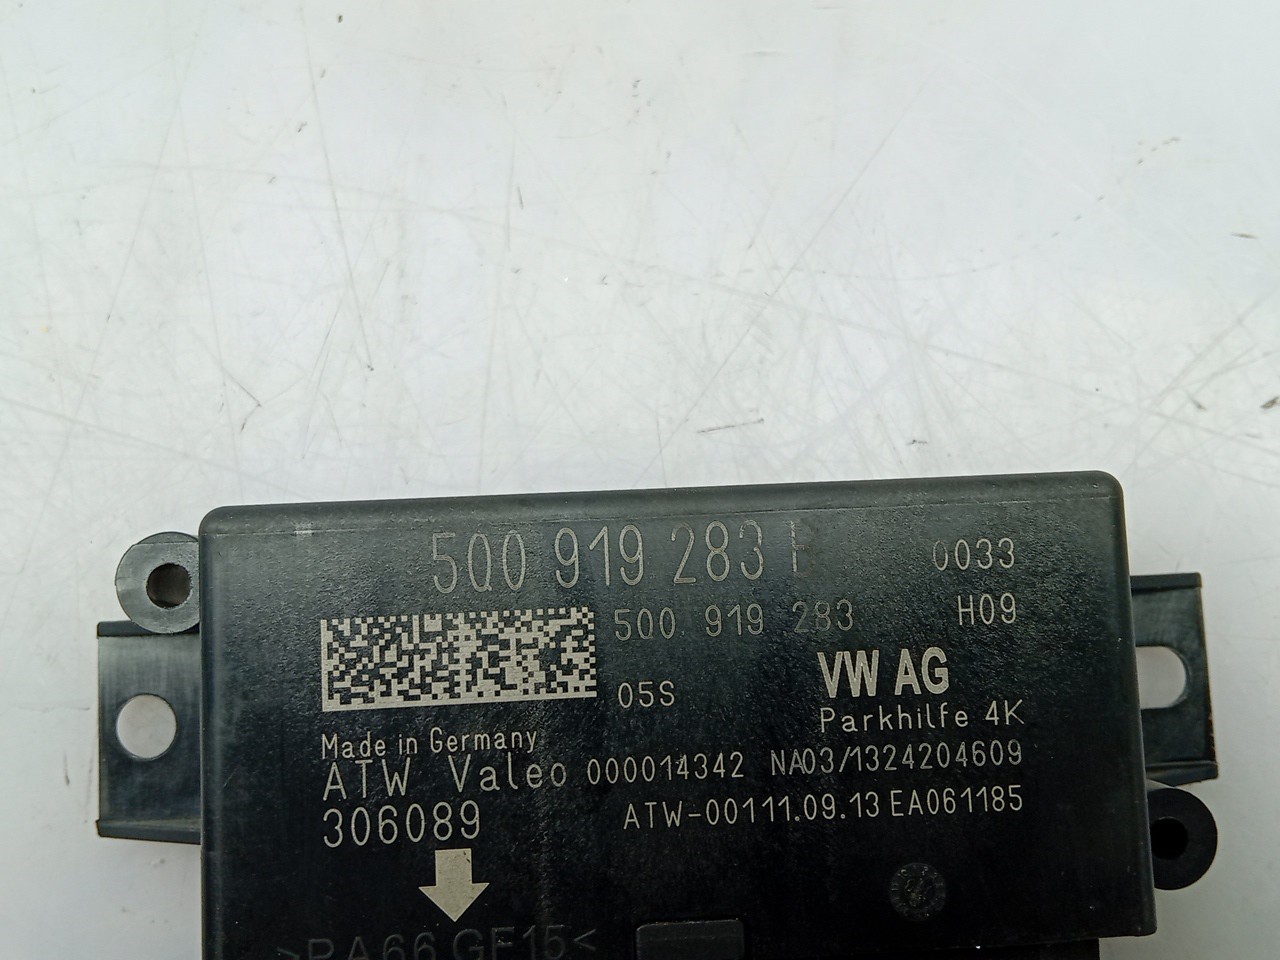 5Q0 919 283 0033
5Q0 919 283 H09
05S VW AG
Parkhilfe 4K
Made in Germany
ATW Valeo 000014342 NA03/1324204609
306089 ATW-00111.09.13 EA061185
>PA66 GF15<